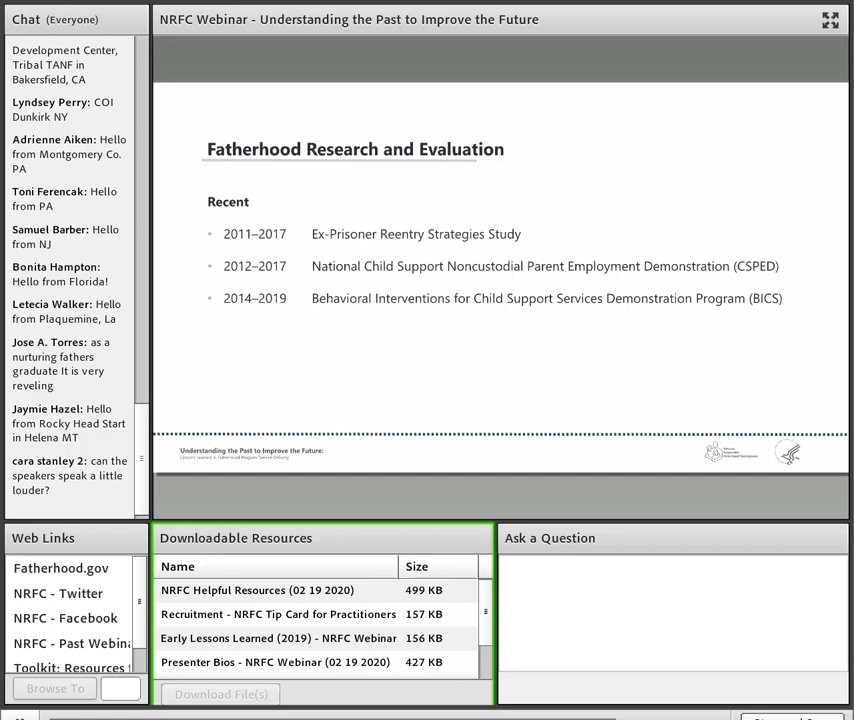 Chat (Everyone)
Development Center,
Tribal TANF in
Bakersfield, CA
Lyndsey Perry: COI
Dunkirk NY
Adrienne Aiken: Hello
from Montgomery Co.
PA
Toni Ferencak: Hello
from PA
Samuel Barber: Hello
from NJ
Bonita Hampton:
Hello from Florida!
Letecia Walker: Hello
from Plaquemine, La
Jose A. Torres: as a
nurturing fathers
graduate It is very
reveling
Jaymie Hazel: Hello
from Rocky Head Start
in Helena MT
cara stanley 2: can the
speakers speak a little
louder?
NRFC Webinar - Understanding the Past to Improve the Future
Fatherhood Research and Evaluation
Recent
• 2011–2017 Ex-Prisoner Reentry Strategies Study
• 2012–2017 National Child Support Noncustodial Parent Employment Demonstration (CSPED)
• 2014–2019 Behavioral Interventions for Child Support Services Demonstration Program (BICS)
Understanding the Past to Improve the Future:
Lessons Learned in Fatherhood Program Service Delivery
Web Links
Fatherhood.gov
NRFC - Twitter
NRFC - Facebook
NRFC - Past Webina
Toolkit: Resources
Browse To
Downloadable Resources
Name Size
NRFC Helpful Resources (02 19 2020) 499 KB
Recruitment - NRFC Tip Card for Practitioners 157 KB
Early Lessons Learned (2019) - NRFC Webinar 156 KB
Presenter Bios - NRFC Webinar (02 19 2020) 427 KB
Download File(s)
Ask a Question